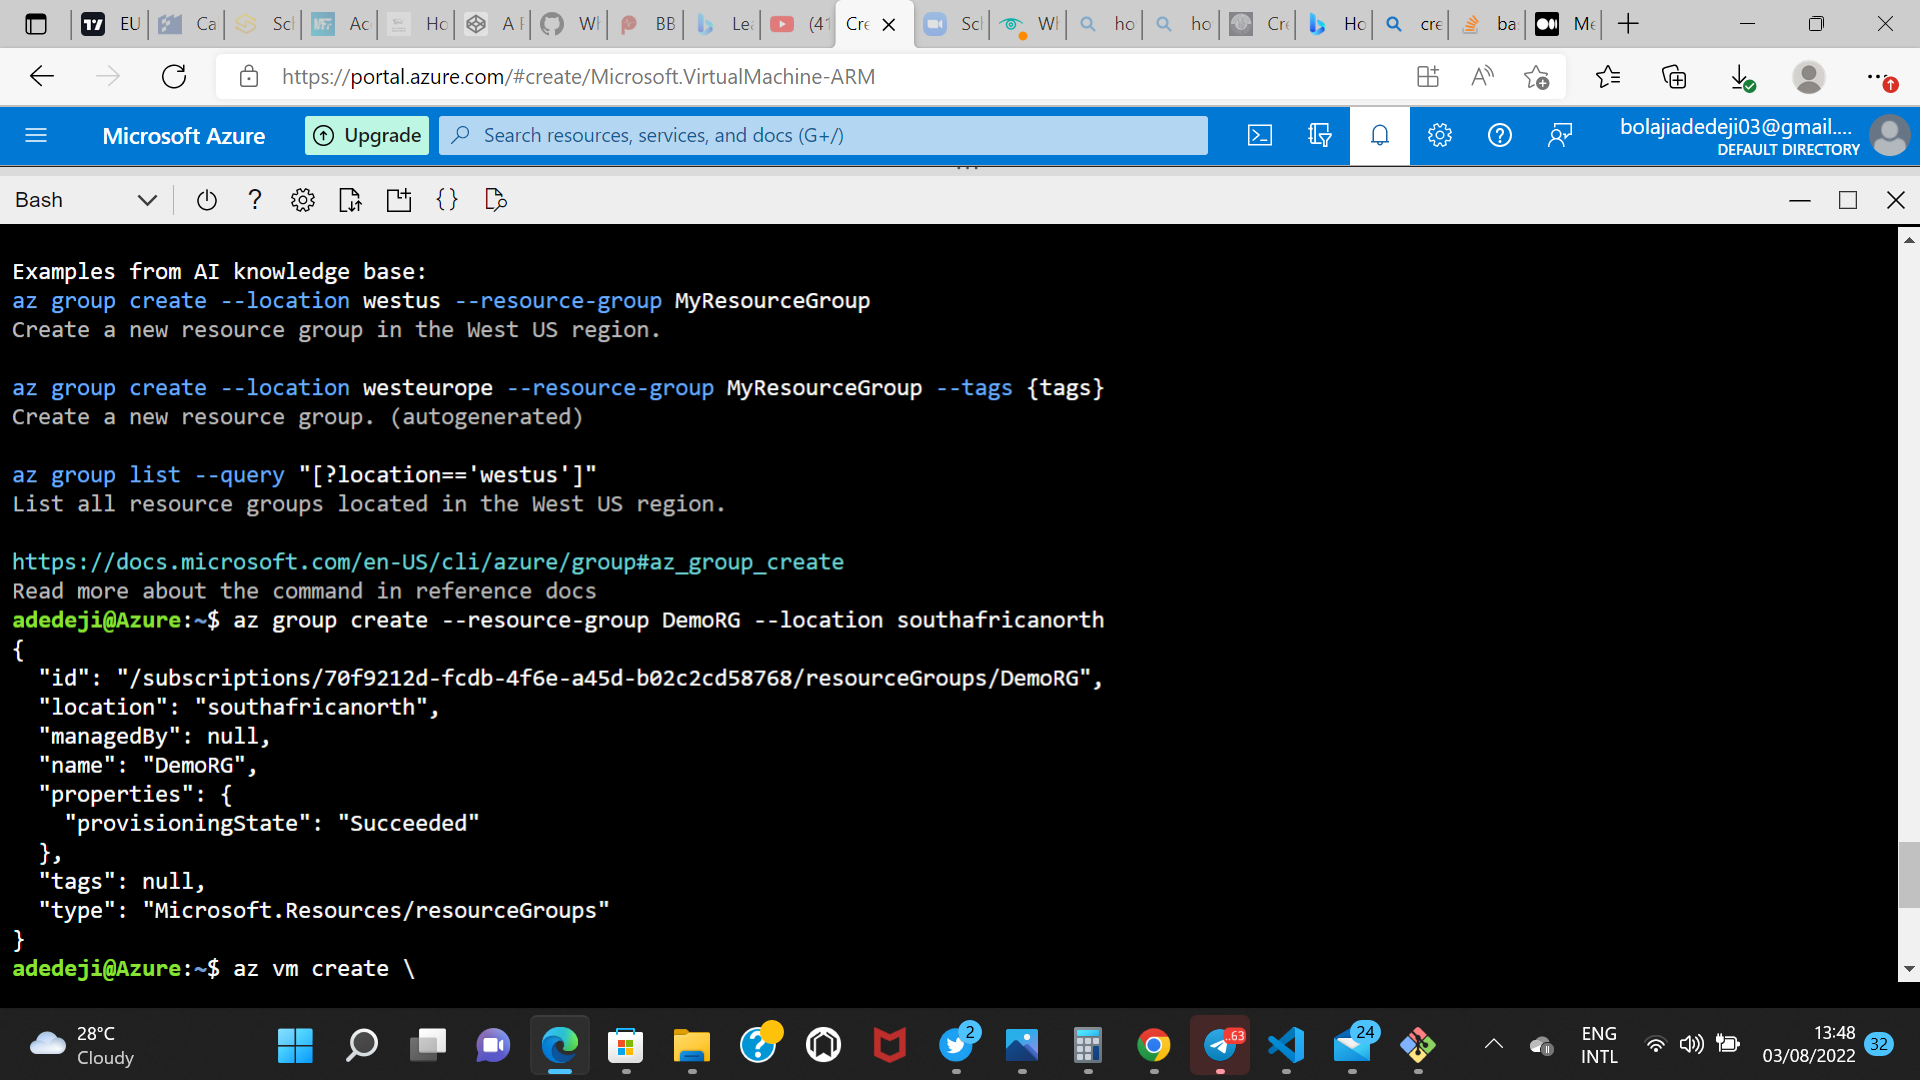 EU
Ca
Sch
Ac
Ho
A F
Wh
BB
Lea
(41
Cre
Sch
Wh
ho
ho
Cre
Ho
cre
ba
Me
https://portal.azure.com/#create/Microsoft.VirtualMachine-ARM
Microsoft Azure
Upgrade
Search resources, services, and docs (G+/)
bolajiadedeji03@gmail....
DEFAULT DIRECTORY
Bash
Examples from AI knowledge base:
az group create --location westus --resource-group MyResourceGroup
Create a new resource group in the West US region.
az group create --location westeurope --resource-group MyResourceGroup --tags {tags}
Create a new resource group. (autogenerated)
az group list --query "[?location=='westus']"
List all resource groups located in the West US region.
https://docs.microsoft.com/en-US/cli/azure/group#az_group_create
Read more about the command in reference docs
adedeji@Azure:~$ az group create --resource-group DemoRG --location southafricanorth
{
"id": "/subscriptions/70f9212d-fcdb-4f6e-a45d-b02c2cd58768/resourceGroups/DemoRG",
"location": "southafricanorth",
"managedBy": null,
"name": "DemoRG",
"properties": {
"provisioningState": "Succeeded"
},
"tags": null,
"type": "Microsoft.Resources/resourceGroups"
}
adedeji@Azure:~$ az vm create \
28°C
Cloudy
2
..63
24
ENG
INTL
13:48
03/08/2022
32